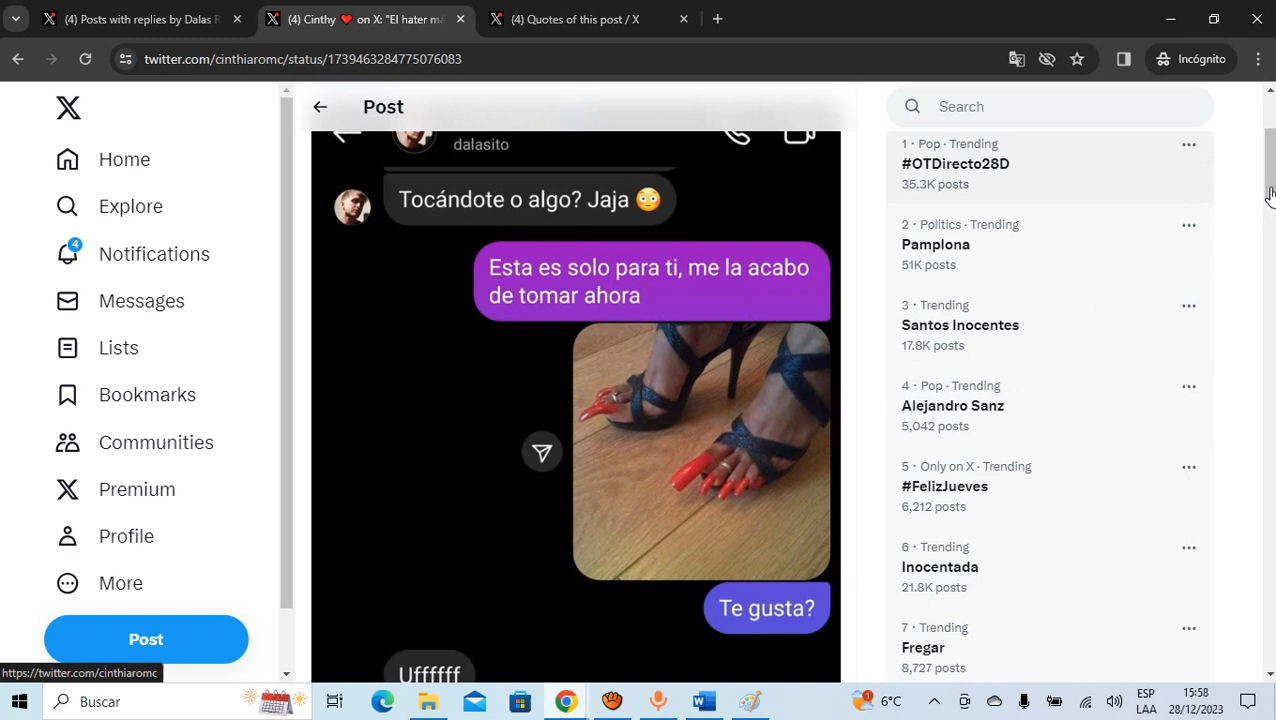 (4) Posts with replies by Dalas R
(4) Cinthy ❤️ on X: "El hater má
(4) Quotes of this post / X
twitter.com/cinthiaromc/status/1739463284775076083
Incógnito
Home
Explore
4
Notifications
Messages
Lists
Bookmarks
Communities
Premium
Profile
More
Post
https://twitter.com/cinthiaromc
Post
dalasito
Tocándote o algo? Jaja 😳
Esta es solo para ti, me la acabo
de tomar ahora
Te gusta?
Uffffff
Search
1 · Pop · Trending
#OTDirecto28D
35.3K posts
2 · Politics · Trending
Pamplona
51K posts
3 · Trending
Santos Inocentes
17.8K posts
4 · Pop · Trending
Alejandro Sanz
5,042 posts
5 · Only on X · Trending
#FelizJueves
6,212 posts
6 · Trending
Inocentada
21.8K posts
7 · Trending
Fregar
8,727 posts
Buscar
1
6°C
ESP
LAA
15:58
28/12/2023